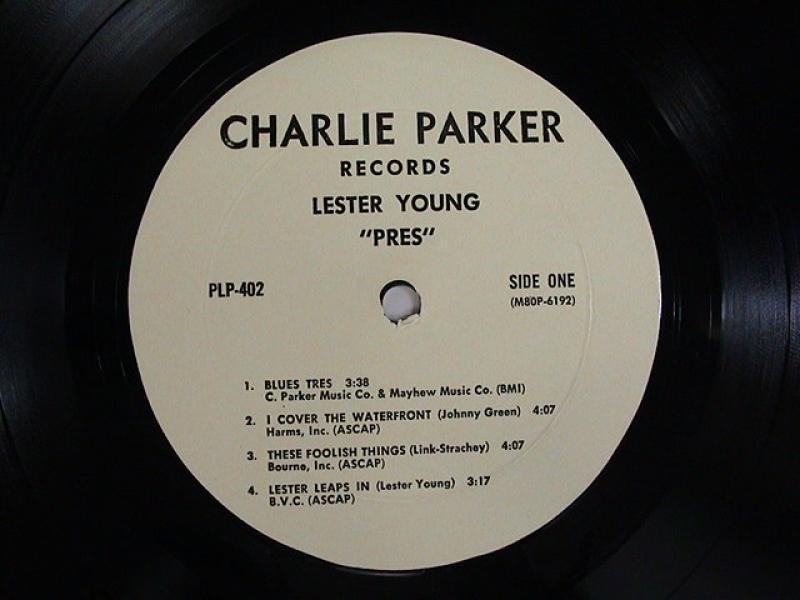 CHARLIE PARKER
RECORDS
LESTER YOUNG
"PRES"
PLP-402
SIDE ONE
(M80P-6192)
1. BLUES TRES 3:38
C. Parker Music Co. & Mayhew Music Co. (BMI)
2. I COVER THE WATERFRONT (Johnny Green) 4:07
Harms, Inc. (ASCAP)
3. THESE FOOLISH THINGS (Link-Strachey) 4:07
Bourne, Inc. (ASCAP)
4. LESTER LEAPS IN (Lester Young) 3:17
B.V.C. (ASCAP)